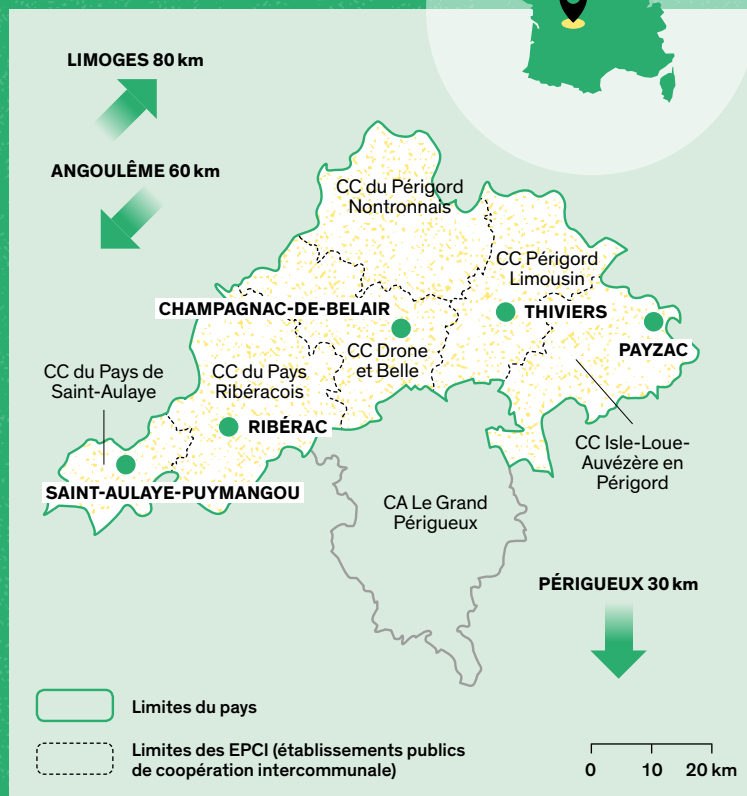 LIMOGES 80 km
ANGOULÊME 60 km
CC du Périgord
Nontronnais
CC Périgord
Limousin
CHAMPAGNAC-DE-BELAIR
THIVIERS
PAYZAC
CC Drone
et Belle
CC du Pays de
Saint-Aulaye
CC du Pays
Ribéracois
RIBÉRAC
CC Isle-Loue-
Auvézère en
Périgord
SAINT-AULAYE-PUYMANGOU
CA Le Grand
Périgueux
PÉRIGUEUX 30 km
Limites du pays
Limites des EPCI (établissements publics
de coopération intercommunale)
0 10 20 km